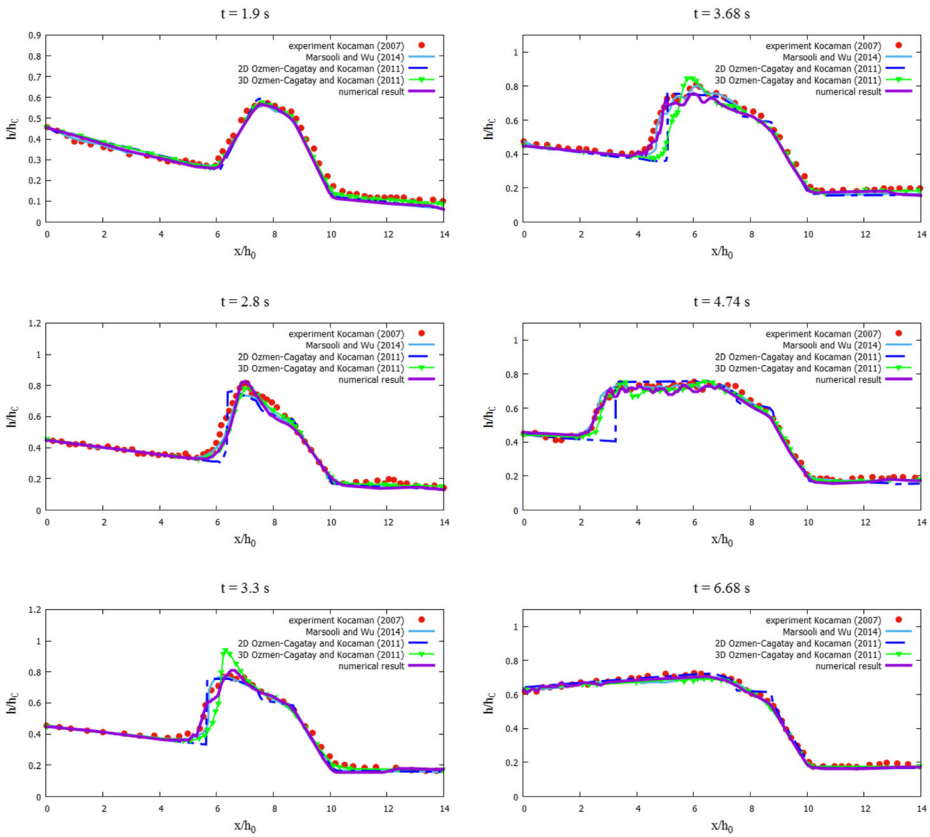 t = 1.9 s
0.9
0.8
0.7
0.6
0.5
0.4
0.3
0.2
0.1
0
h/h_C
experiment Kocaman (2007)
Marsooli and Wu (2014)
2D Ozmen-Cagatay and Kocaman (2011)
3D Ozmen-Cagatay and Kocaman (2011)
numerical result
0 2 4 6 8 10 12 14
x/h_0
t = 3.68 s
1
0.8
0.6
0.4
0.2
0
h/h_C
experiment Kocaman (2007)
Marsooli and Wu (2014)
2D Ozmen-Cagatay and Kocaman (2011)
3D Ozmen-Cagatay and Kocaman (2011)
numerical result
0 2 4 6 8 10 12 14
x/h_0
t = 2.8 s
1.2
1
0.8
0.6
0.4
0.2
0
h/h_C
experiment Kocaman (2007)
Marsooli and Wu (2014)
2D Ozmen-Cagatay and Kocaman (2011)
3D Ozmen-Cagatay and Kocaman (2011)
numerical result
0 2 4 6 8 10 12 14
x/h_0
t = 4.74 s
1.2
1
0.8
0.6
0.4
0.2
0
h/h_C
experiment Kocaman (2007)
Marsooli and Wu (2014)
2D Ozmen-Cagatay and Kocaman (2011)
3D Ozmen-Cagatay and Kocaman (2011)
numerical result
0 2 4 6 8 10 12 14
x/h_0
t = 3.3 s
1.2
1
0.8
0.6
0.4
0.2
0
h/h_C
experiment Kocaman (2007)
Marsooli and Wu (2014)
2D Ozmen-Cagatay and Kocaman (2011)
3D Ozmen-Cagatay and Kocaman (2011)
numerical result
0 2 4 6 8 10 12 14
x/h_0
t = 6.68 s
1
0.8
0.6
0.4
0.2
0
h/h_C
experiment Kocaman (2007)
Marsooli and Wu (2014)
2D Ozmen-Cagatay and Kocaman (2011)
3D Ozmen-Cagatay and Kocaman (2011)
numerical result
0 2 4 6 8 10 12 14
x/h_0